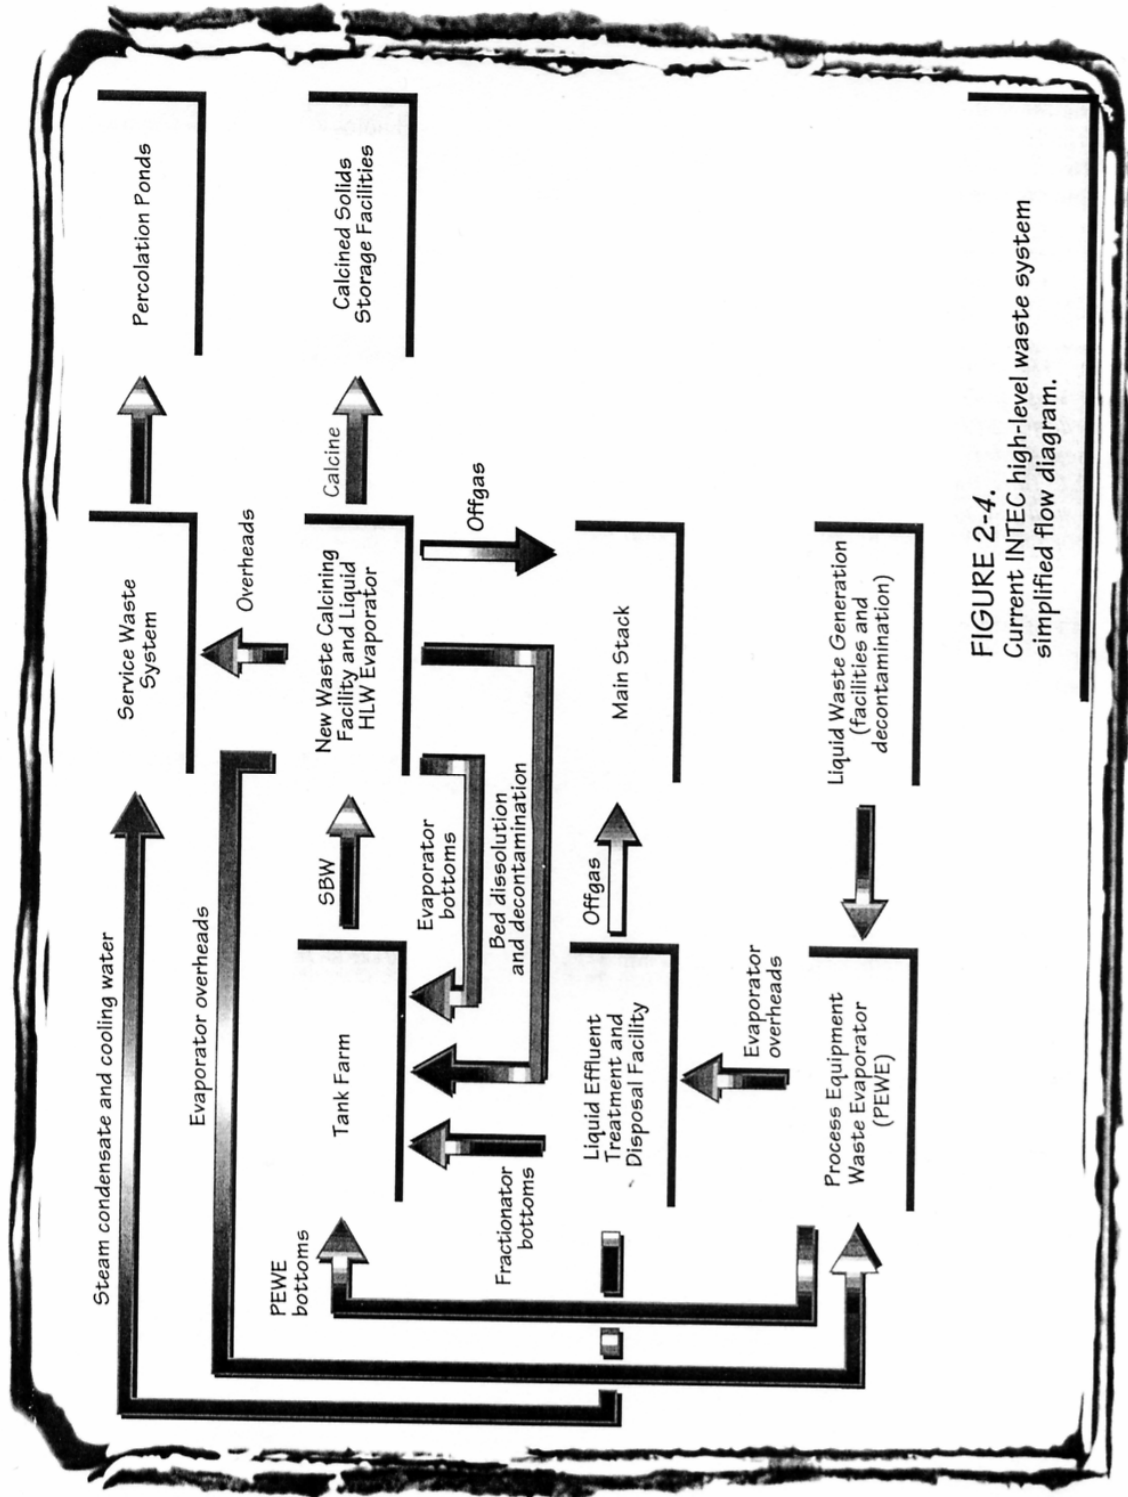 Steam condensate and cooling water
Percolation Ponds
Service Waste
System
Evaporator overheads
Overheads
PEWE
bottoms
Tank Farm
SBW
New Waste Calcining
Facility and Liquid
HLW Evaporator
Calcine
Calcined Solids
Storage Facilities
Evaporator
bottoms
Offgas
Fractionator
bottoms
Bed dissolution
and decontamination
Liquid Effluent
Treatment and
Disposal Facility
Offgas
Main Stack
Evaporator
overheads
Process Equipment
Waste Evaporator
(PEWE)
Liquid Waste Generation
(facilities and
decontamination)
FIGURE 2-4.
Current INTEC high-level waste system
simplified flow diagram.